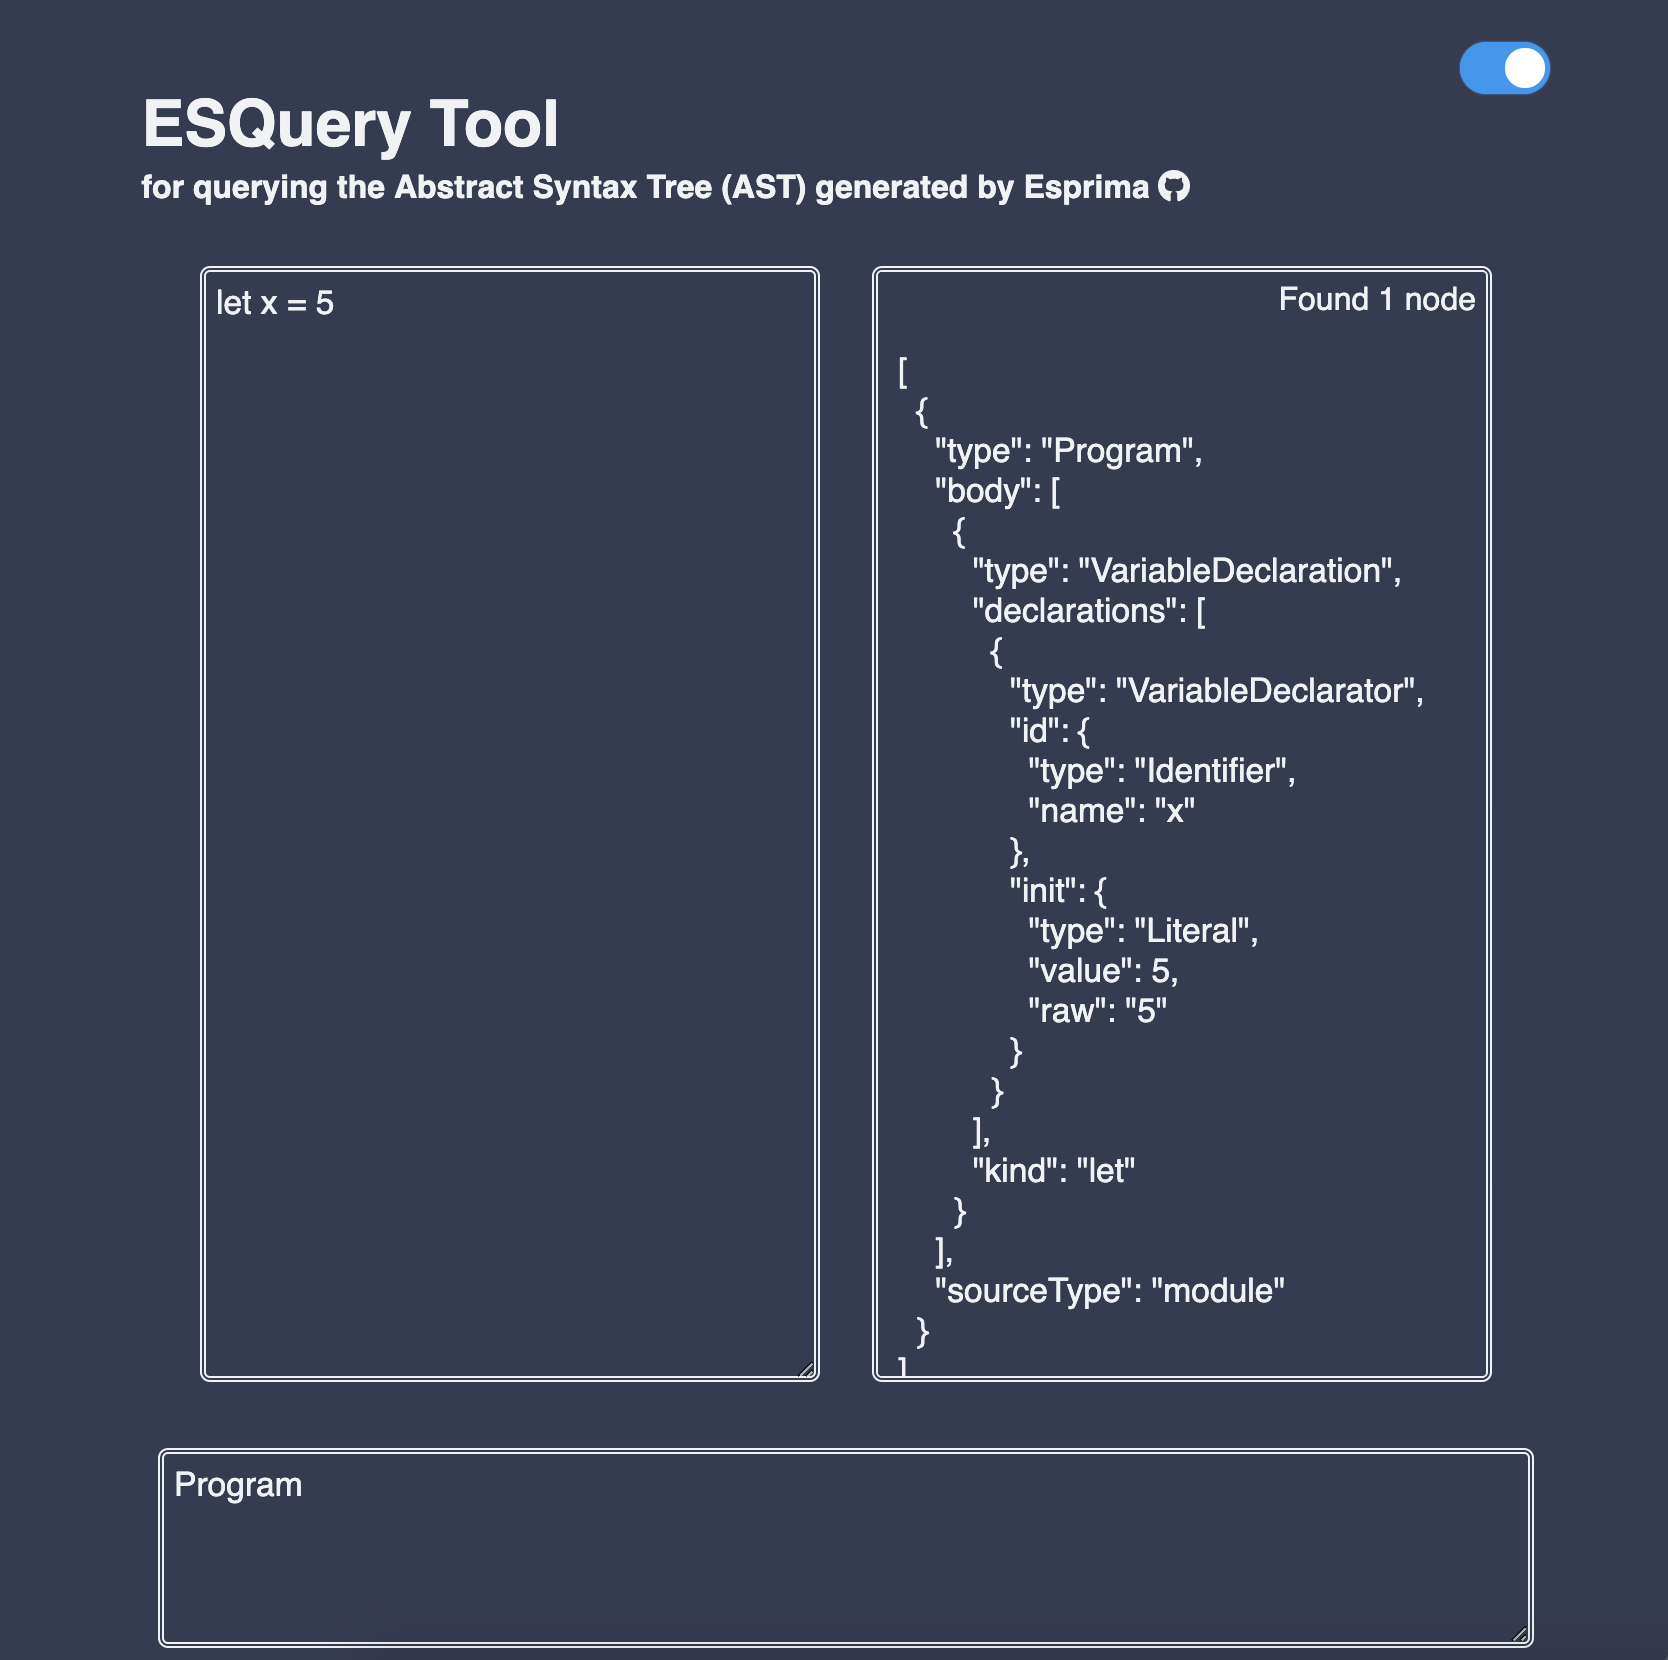 ESQuery Tool
for querying the Abstract Syntax Tree (AST) generated by Esprima
let x = 5
Found 1 node
[
  {
    "type": "Program",
    "body": [
      {
        "type": "VariableDeclaration",
        "declarations": [
          {
            "type": "VariableDeclarator",
            "id": {
              "type": "Identifier",
              "name": "x"
            },
            "init": {
              "type": "Literal",
              "value": 5,
              "raw": "5"
            }
          }
        ],
        "kind": "let"
      }
    ],
    "sourceType": "module"
  }
]
Program